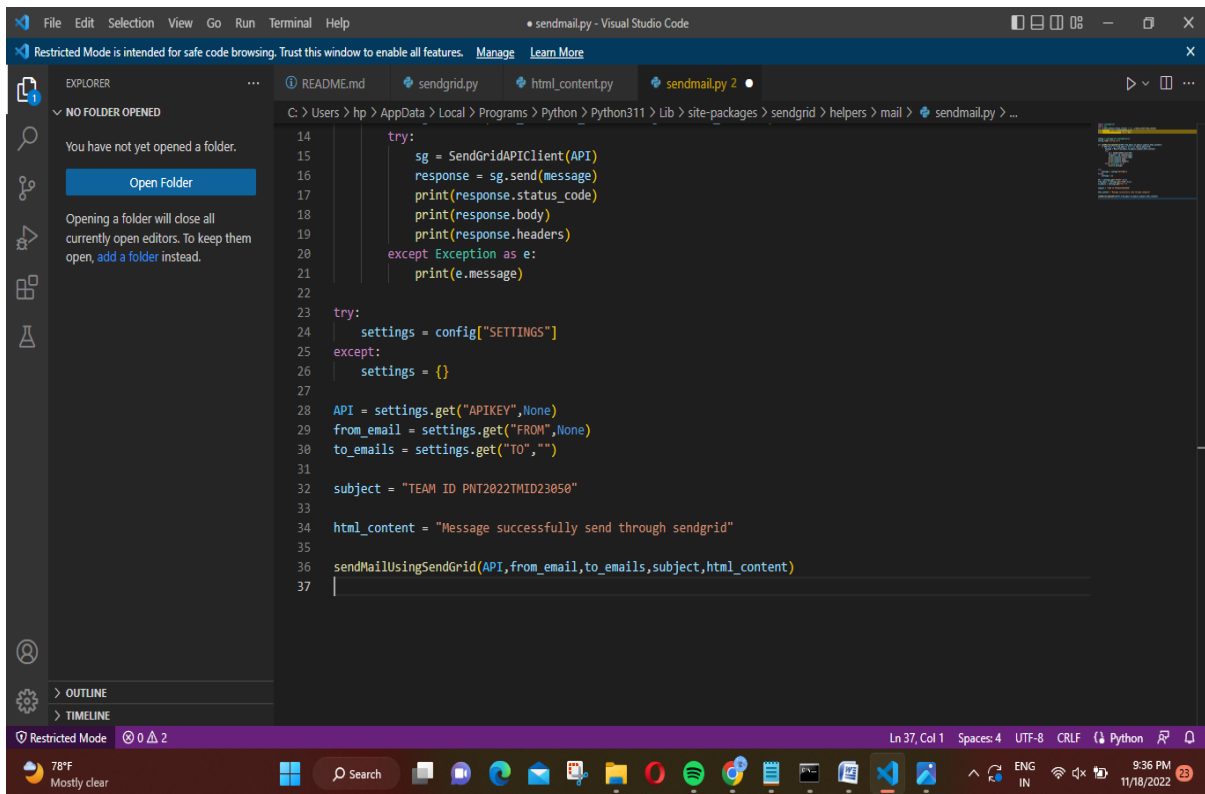 File Edit Selection View Go Run Terminal Help ● sendmail.py - Visual Studio Code
Restricted Mode is intended for safe code browsing. Trust this window to enable all features. Manage Learn More
EXPLORER ···
README.md sendgrid.py html_content.py sendmail.py 2 ●
NO FOLDER OPENED
C: > Users > hp > AppData > Local > Programs > Python > Python311 > Lib > site-packages > sendgrid > helpers > mail > sendmail.py > ...
You have not yet opened a folder.
Open Folder
Opening a folder will close all
currently open editors. To keep them
open, add a folder instead.
14 try:
15 sg = SendGridAPIClient(API)
16 response = sg.send(message)
17 print(response.status_code)
18 print(response.body)
19 print(response.headers)
20 except Exception as e:
21 print(e.message)
22
23 try:
24 settings = config["SETTINGS"]
25 except:
26 settings = {}
27
28 API = settings.get("APIKEY",None)
29 from_email = settings.get("FROM",None)
30 to_emails = settings.get("TO","")
31
32 subject = "TEAM ID PNT2022TMID23050"
33
34 html_content = "Message successfully send through sendgrid"
35
36 sendMailUsingSendGrid(API,from_email,to_emails,subject,html_content)
37
OUTLINE
TIMELINE
Restricted Mode 0 2 Ln 37, Col 1 Spaces: 4 UTF-8 CRLF Python
1
78°F
Mostly clear
Search
ENG
IN
9:36 PM
11/18/2022
23